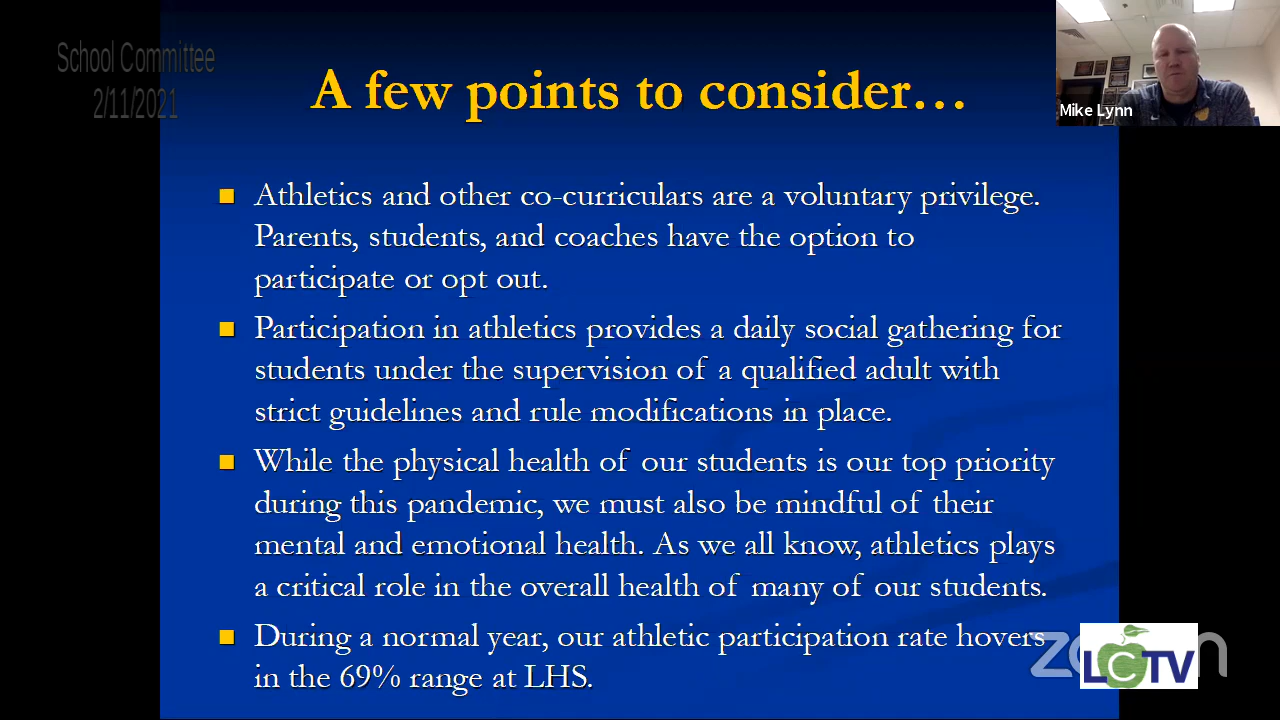 School Committee
2/11/2021
A few points to consider…
Mike Lynn
Athletics and other co-curriculars are a voluntary privilege.
Parents, students, and coaches have the option to
participate or opt out.
Participation in athletics provides a daily social gathering for
students under the supervision of a qualified adult with
strict guidelines and rule modifications in place.
While the physical health of our students is our top priority
during this pandemic, we must also be mindful of their
mental and emotional health. As we all know, athletics plays
a critical role in the overall health of many of our students.
During a normal year, our athletic participation rate hovers
in the 69% range at LHS.
LCTV